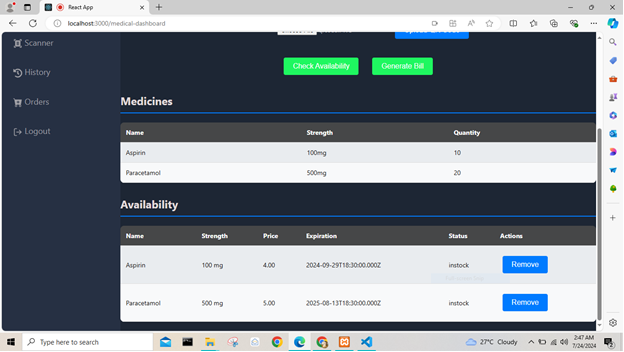 React App
localhost:3000/medical-dashboard
Scanner
History
Orders
Logout
Check Availability
Generate Bill
Medicines
Name Strength Quantity
Aspirin 100mg 10
Paracetamol 500mg 20
Availability
Name Strength Price Expiration Status Actions
Aspirin 100 mg 4.00 2024-09-29T18:30:00.000Z instock Remove
Paracetamol 500 mg 5.00 2025-08-13T18:30:00.000Z instock Remove
Type here to search
27°C Cloudy
2:47 AM
7/24/2024